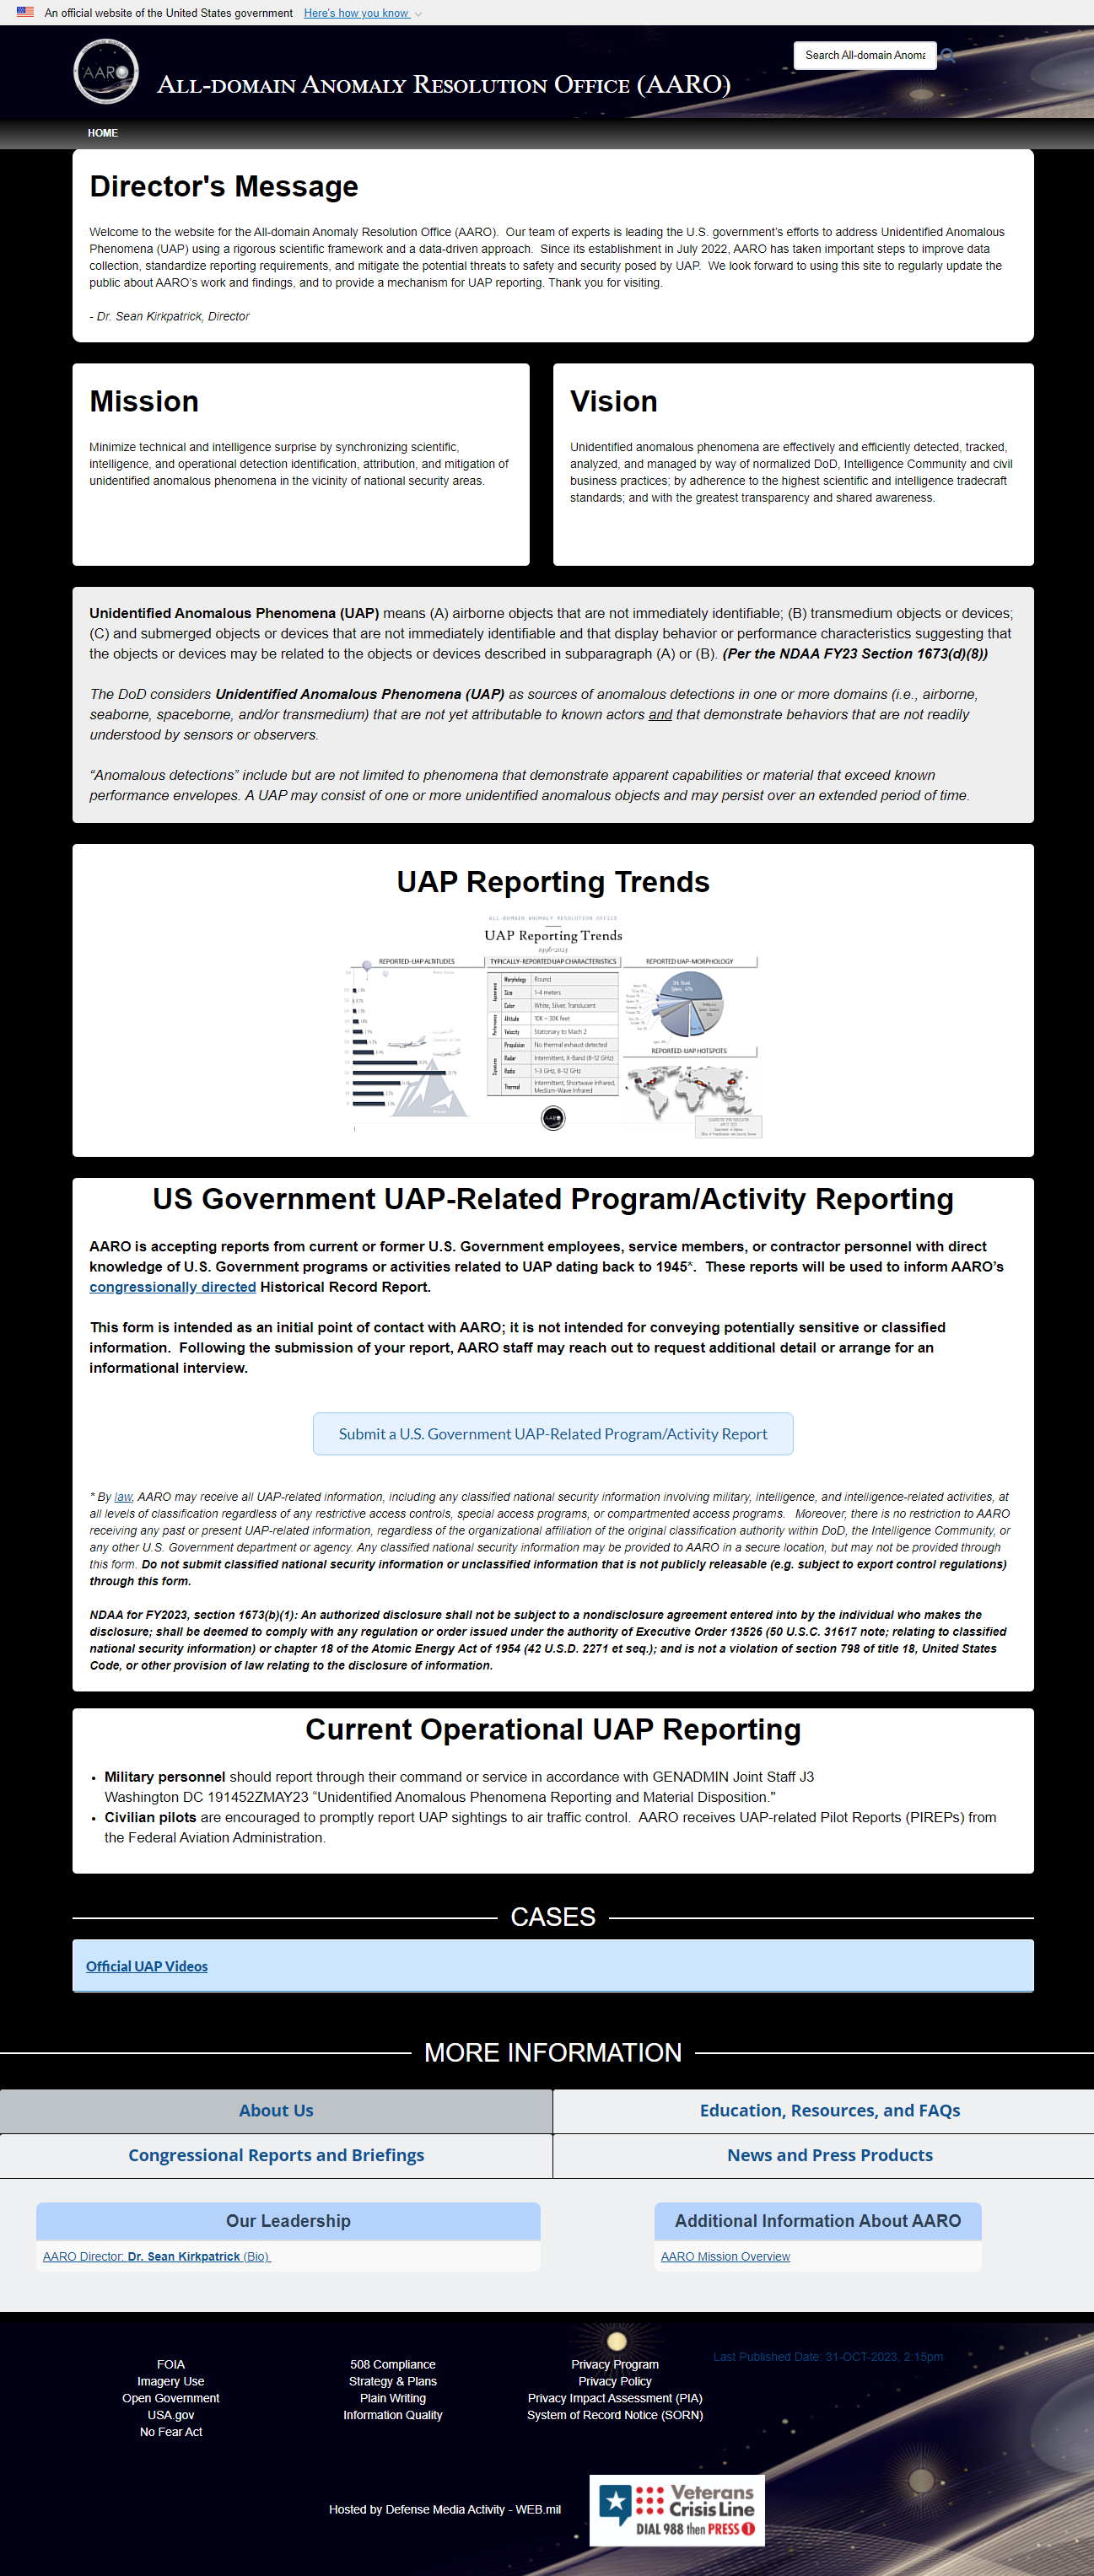 An official website of the United States government Here's how you know
AARO
ALL-DOMAIN ANOMALY RESOLUTION OFFICE (AARO)
Search All-domain Anoma
HOME
Director's Message
Welcome to the website for the All-domain Anomaly Resolution Office (AARO). Our team of experts is leading the U.S. government's efforts to address Unidentified Anomalous
Phenomena (UAP) using a rigorous scientific framework and a data-driven approach. Since its establishment in July 2022, AARO has taken important steps to improve data
collection, standardize reporting requirements, and mitigate the potential threats to safety and security posed by UAP. We look forward to using this site to regularly update the
public about AARO's work and findings, and to provide a mechanism for UAP reporting. Thank you for visiting.
- Dr. Sean Kirkpatrick, Director
Mission
Minimize technical and intelligence surprise by synchronizing scientific,
intelligence, and operational detection identification, attribution, and mitigation of
unidentified anomalous phenomena in the vicinity of national security areas.
Vision
Unidentified anomalous phenomena are effectively and efficiently detected, tracked,
analyzed, and managed by way of normalized DoD, Intelligence Community and civil
business practices; by adherence to the highest scientific and intelligence tradecraft
standards; and with the greatest transparency and shared awareness.
Unidentified Anomalous Phenomena (UAP) means (A) airborne objects that are not immediately identifiable; (B) transmedium objects or devices;
(C) and submerged objects or devices that are not immediately identifiable and that display behavior or performance characteristics suggesting that
the objects or devices may be related to the objects or devices described in subparagraph (A) or (B). (Per the NDAA FY23 Section 1673(d)(8))
The DoD considers Unidentified Anomalous Phenomena (UAP) as sources of anomalous detections in one or more domains (i.e., airborne,
seaborne, spaceborne, and/or transmedium) that are not yet attributable to known actors and that demonstrate behaviors that are not readily
understood by sensors or observers.
“Anomalous detections” include but are not limited to phenomena that demonstrate apparent capabilities or material that exceed known
performance envelopes. A UAP may consist of one or more unidentified anomalous objects and may persist over an extended period of time.
UAP Reporting Trends
ALL-DOMAIN ANOMALY RESOLUTION OFFICE
UAP Reporting Trends
1996-2023
REPORTED UAP ALTITUDES
TYPICALLY-REPORTED UAP CHARACTERISTICS
REPORTED UAP MORPHOLOGY
Morphology Round
Size 1-4 meters
Color White, Silver, Translucent
Altitude 10K - 30K feet
Velocity Stationary to Mach 2
Propulsion No thermal exhaust detected
Radar Intermittent, X-Band (8-12 GHz)
Radio 1-3 GHz, 8-12 GHz
Thermal Intermittent, Shortwave Infrared,
Medium-Wave Infrared
REPORTED UAP HOTSPOTS
AARO
US Government UAP-Related Program/Activity Reporting
AARO is accepting reports from current or former U.S. Government employees, service members, or contractor personnel with direct
knowledge of U.S. Government programs or activities related to UAP dating back to 1945*. These reports will be used to inform AARO's
congressionally directed Historical Record Report.
This form is intended as an initial point of contact with AARO; it is not intended for conveying potentially sensitive or classified
information. Following the submission of your report, AARO staff may reach out to request additional detail or arrange for an
informational interview.
Submit a U.S. Government UAP-Related Program/Activity Report
* By law, AARO may receive all UAP-related information, including any classified national security information involving military, intelligence, and intelligence-related activities, at
all levels of classification regardless of any restrictive access controls, special access programs, or compartmented access programs. Moreover, there is no restriction to AARO
receiving any past or present UAP-related information, regardless of the organizational affiliation of the original classification authority within DoD, the Intelligence Community, or
any other U.S. Government department or agency. Any classified national security information may be provided to AARO in a secure location, but may not be provided through
this form. Do not submit classified national security information or unclassified information that is not publicly releasable (e.g. subject to export control regulations)
through this form.
NDAA for FY2023, section 1673(b)(1): An authorized disclosure shall not be subject to a nondisclosure agreement entered into by the individual who makes the
disclosure; shall be deemed to comply with any regulation or order issued under the authority of Executive Order 13526 (50 U.S.C. 31617 note; relating to classified
national security information) or chapter 18 of the Atomic Energy Act of 1954 (42 U.S.D. 2271 et seq.); and is not a violation of section 798 of title 18, United States
Code, or other provision of law relating to the disclosure of information.
Current Operational UAP Reporting
• Military personnel should report through their command or service in accordance with GENADMIN Joint Staff J3
Washington DC 191452ZMAY23 “Unidentified Anomalous Phenomena Reporting and Material Disposition."
• Civilian pilots are encouraged to promptly report UAP sightings to air traffic control. AARO receives UAP-related Pilot Reports (PIREPs) from
the Federal Aviation Administration.
CASES
Official UAP Videos
MORE INFORMATION
About Us
Education, Resources, and FAQs
Congressional Reports and Briefings
News and Press Products
Our Leadership
AARO Director: Dr. Sean Kirkpatrick (Bio)
Additional Information About AARO
AARO Mission Overview
FOIA
Imagery Use
Open Government
USA.gov
No Fear Act
508 Compliance
Strategy & Plans
Plain Writing
Information Quality
Privacy Program
Privacy Policy
Privacy Impact Assessment (PIA)
System of Record Notice (SORN)
Last Published Date: 31-OCT-2023, 2:15pm
Hosted by Defense Media Activity - WEB.mil
Veterans
Crisis Line
DIAL 988 then PRESS 1